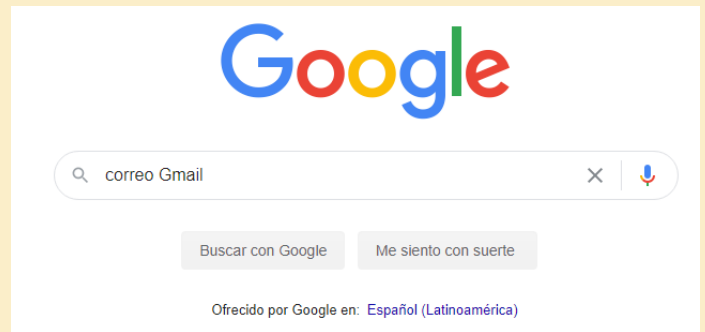 Google
correo Gmail
Buscar con Google Me siento con suerte
Ofrecido por Google en: Español (Latinoamérica)